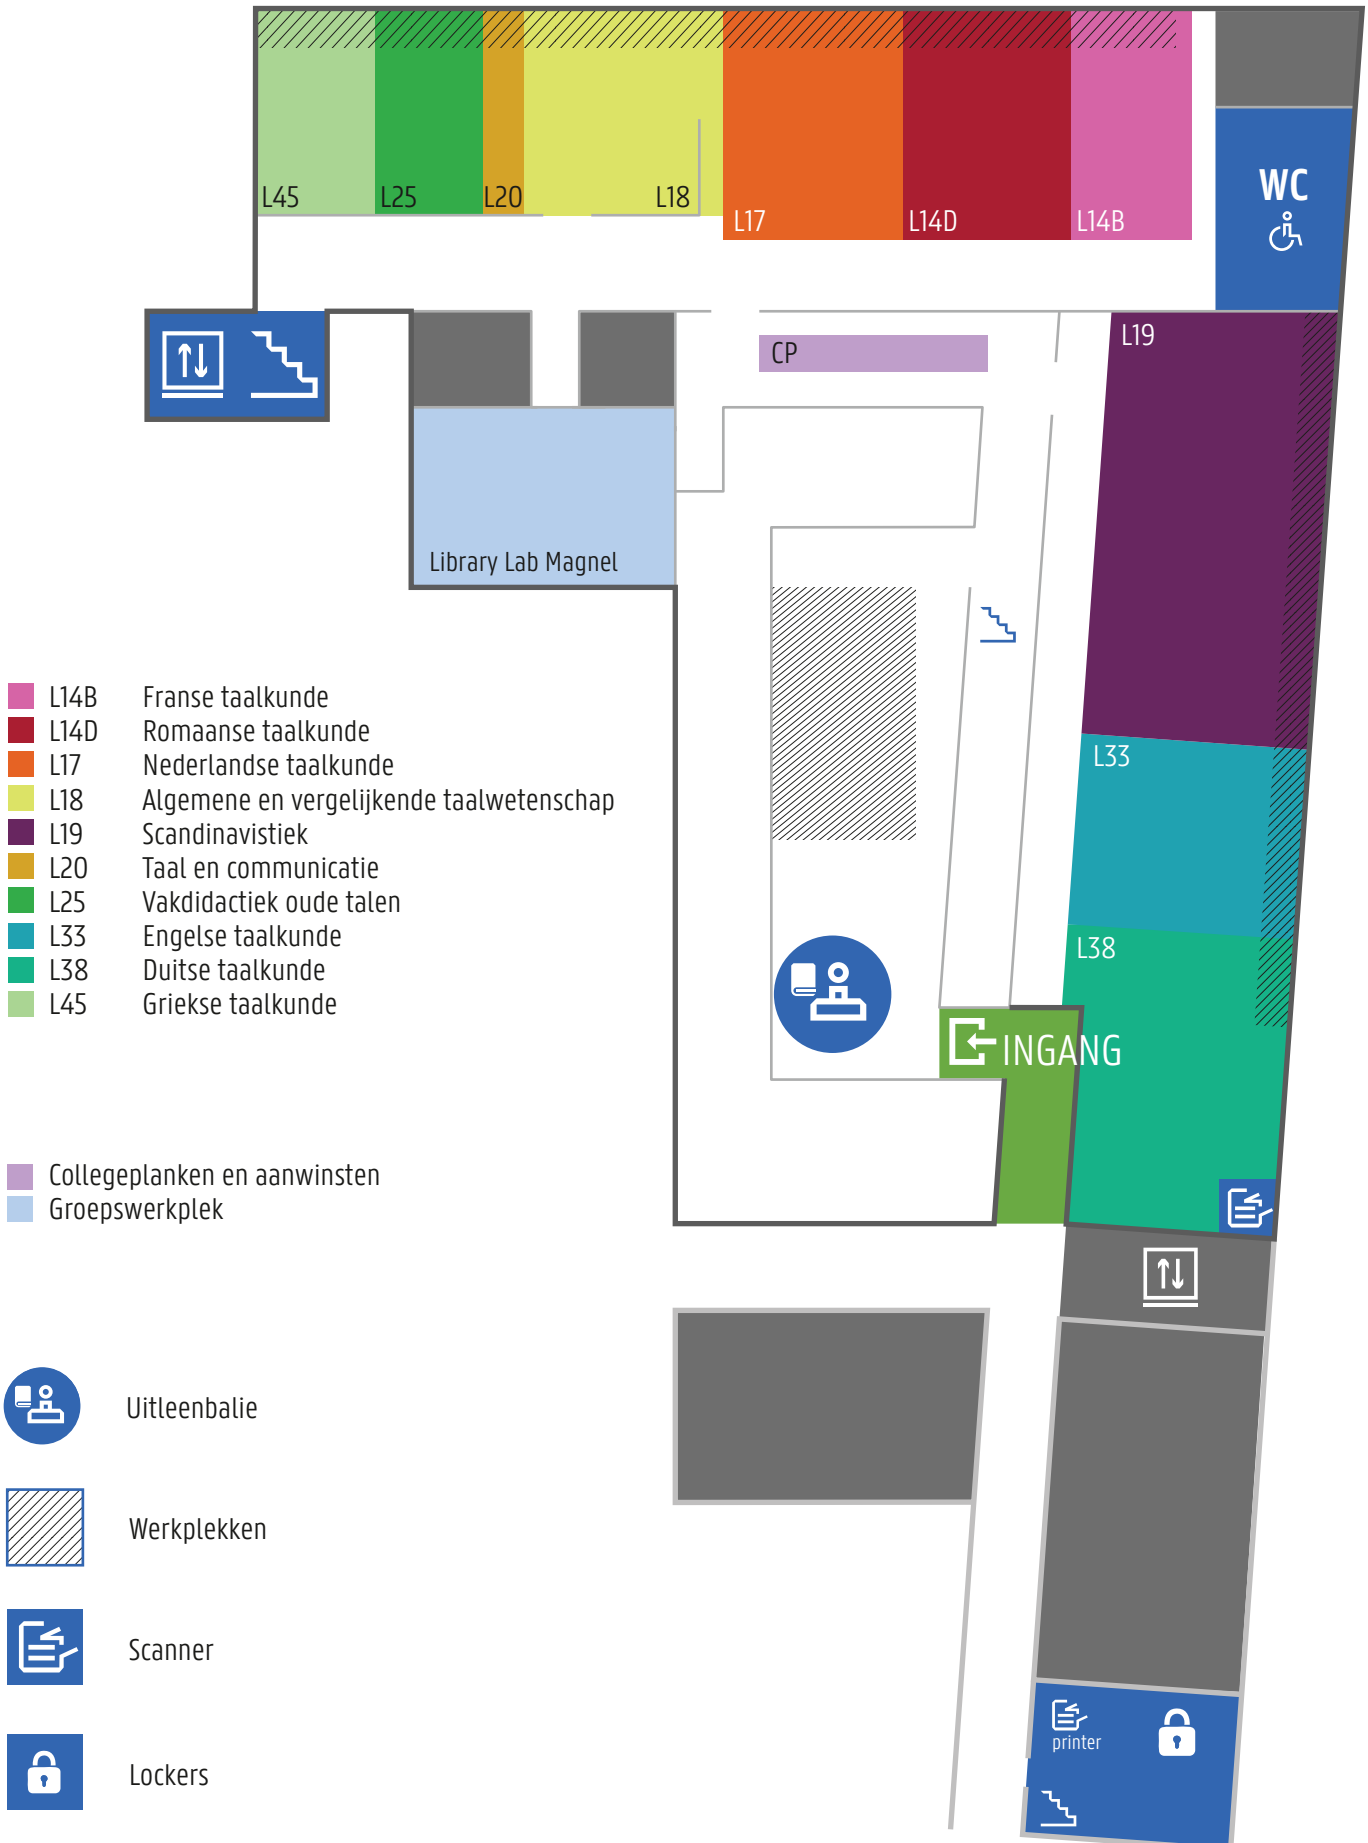 L45
L25
L20
L18
L17
L14D
L14B
WC
L19
CP
Library Lab Magnel
L33
L38
INGANG
L14B Franse taalkunde
L14D Romaanse taalkunde
L17 Nederlandse taalkunde
L18 Algemene en vergelijkende taalwetenschap
L19 Scandinavistiek
L20 Taal en communicatie
L25 Vakdidactiek oude talen
L33 Engelse taalkunde
L38 Duitse taalkunde
L45 Griekse taalkunde
Collegeplanken en aanwinsten
Groepswerkplek
Uitleenbalie
Werkplekken
Scanner
Lockers
printer